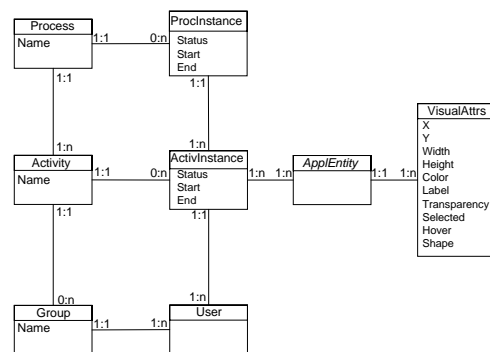 Process
Name
1:1
0:n
ProcInstance
Status
Start
End
1:1
1:1
1:n
1:n
Activity
Name
1:1
0:n
ActivInstance
Status
Start
End
1:n
1:n
ApplEntity
1:1
1:n
VisualAttrs
X
Y
Width
Height
Color
Label
Transparency
Selected
Hover
Shape
1:1
1:1
0:n
1:n
Group
Name
1:1
1:n
User